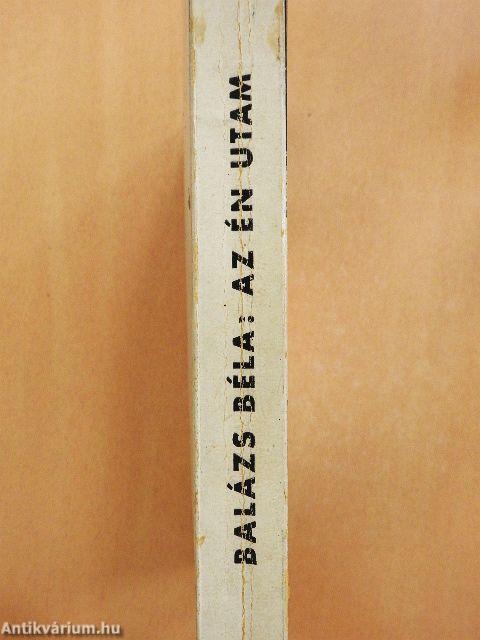 BALÁZS BÉLA: AZ ÉN UTAM
Antikvárium.hu